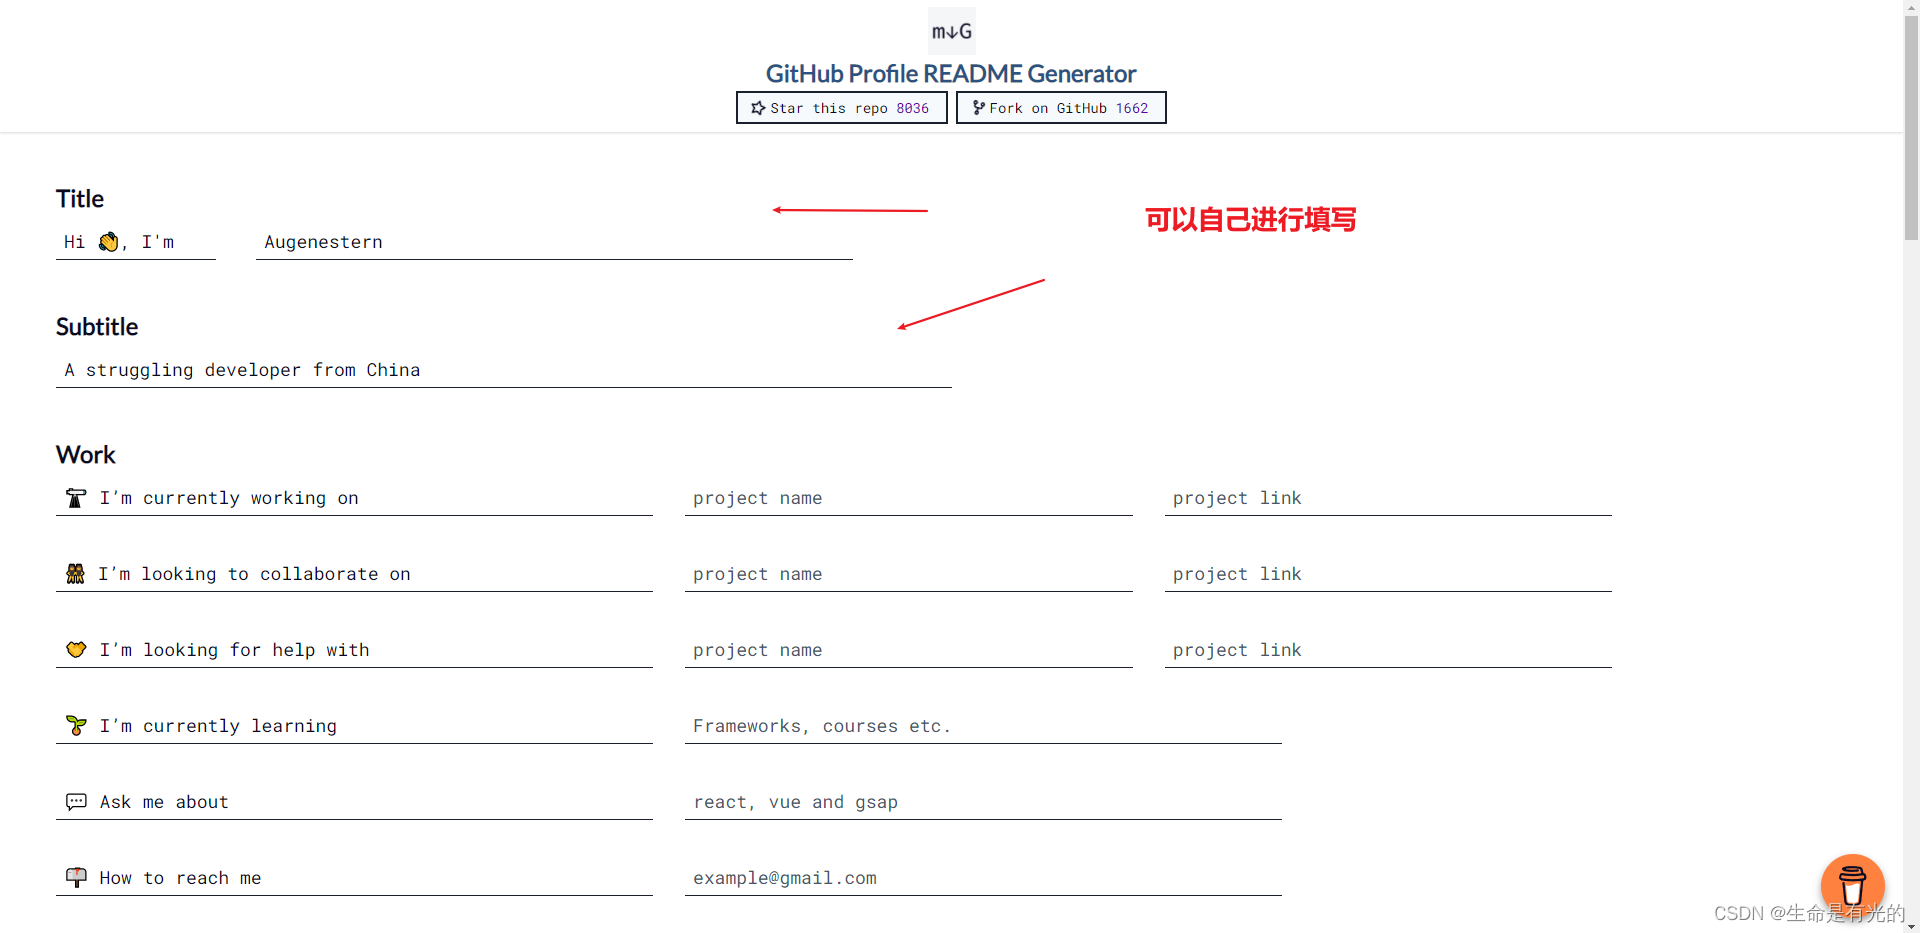 m↓G
GitHub Profile README Generator
Star this repo 8036 Fork on GitHub 1662
Title
可以自己进行填写
Hi 👋, I'm Augenestern
Subtitle
A struggling developer from China
Work
🔭 I’m currently working on project name project link
👯 I’m looking to collaborate on project name project link
🤝 I’m looking for help with project name project link
🌱 I’m currently learning Frameworks, courses etc.
💬 Ask me about react, vue and gsap
📫 How to reach me example@gmail.com
CSDN @生命是有光的